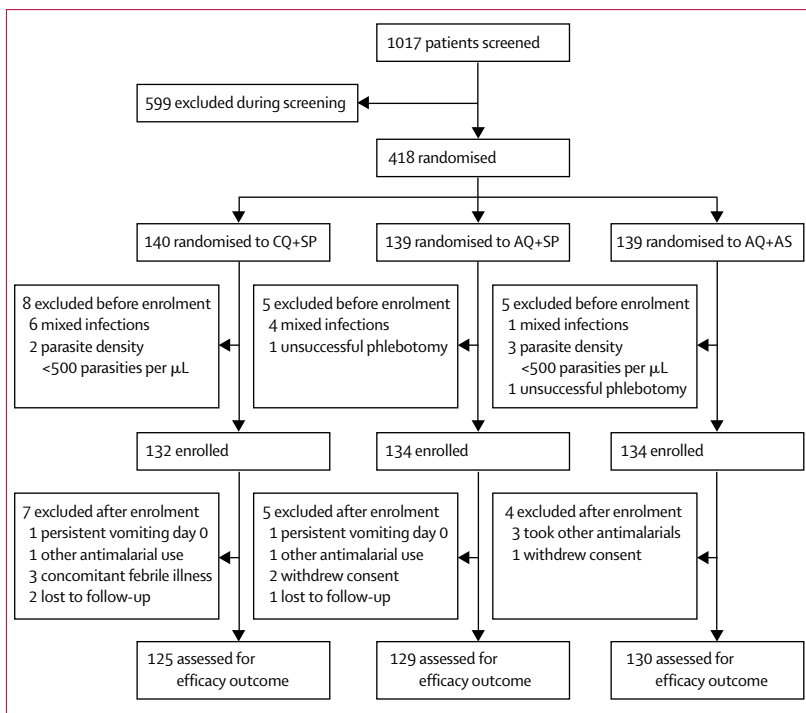 1017 patients screened
599 excluded during screening
418 randomised
140 randomised to CQ+SP
139 randomised to AQ+SP
139 randomised to AQ+AS
8 excluded before enrolment
6 mixed infections
2 parasite density
<500 parasities per μL
5 excluded before enrolment
4 mixed infections
1 unsuccessful phlebotomy
5 excluded before enrolment
1 mixed infections
3 parasite density
<500 parasities per μL
1 unsuccessful phlebotomy
132 enrolled
134 enrolled
134 enrolled
7 excluded after enrolment
1 persistent vomiting day 0
1 other antimalarial use
3 concomitant febrile illness
2 lost to follow-up
5 excluded after enrolment
1 persistent vomiting day 0
1 other antimalarial use
2 withdrew consent
1 lost to follow-up
4 excluded after enrolment
3 took other antimalarials
1 withdrew consent
125 assessed for
efficacy outcome
129 assessed for
efficacy outcome
130 assessed for
efficacy outcome